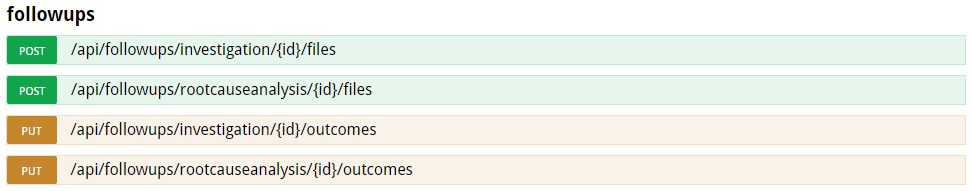 followups
POST /api/followups/investigation/{id}/files
POST /api/followups/rootcauseanalysis/{id}/files
PUT /api/followups/investigation/{id}/outcomes
PUT /api/followups/rootcauseanalysis/{id}/outcomes